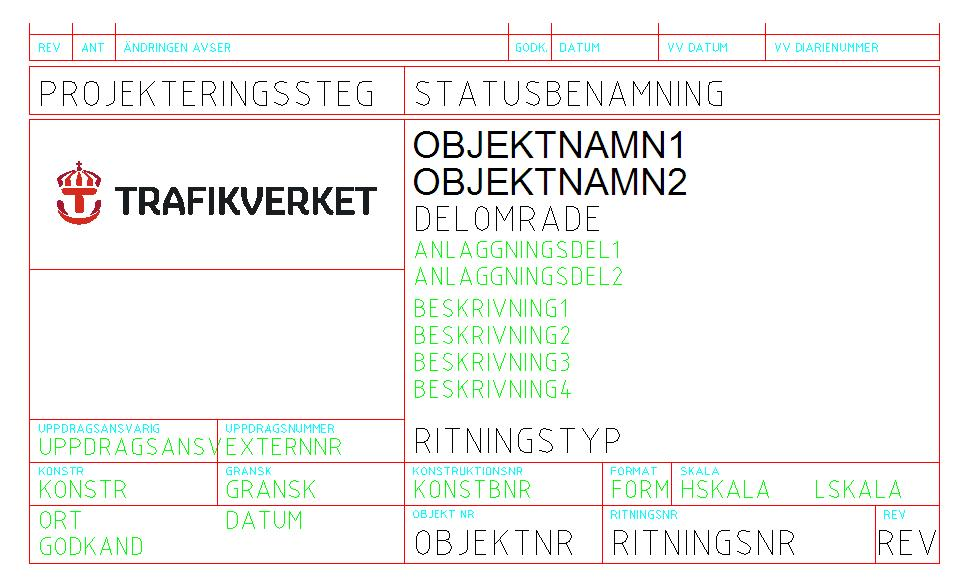 REV ANT ÄNDRINGEN AVSER GODK. DATUM VV DATUM VV DIARIENUMMER
PROJEKTERINGSSTEG STATUSBENAMNING
TRAFIKVERKET
OBJEKTNAMN1
OBJEKTNAMN2
DELOMRADE
ANLAGGNINGSDEL1
ANLAGGNINGSDEL2
BESKRIVNING1
BESKRIVNING2
BESKRIVNING3
BESKRIVNING4
RITNINGSTYP
UPPDRAGSANSVARIG UPPDRAGSNUMMER
UPPDRAGSANSV EXTERNNR
KONSTR GRANSK KONSTRUKTIONSNR FORMAT SKALA
KONSTR GRANSK KONSTBNR FORM HSKALA LSKALA
ORT DATUM
GODKAND
OBJEKT NR RITNINGSNR REV
OBJEKTNR RITNINGSNR REV